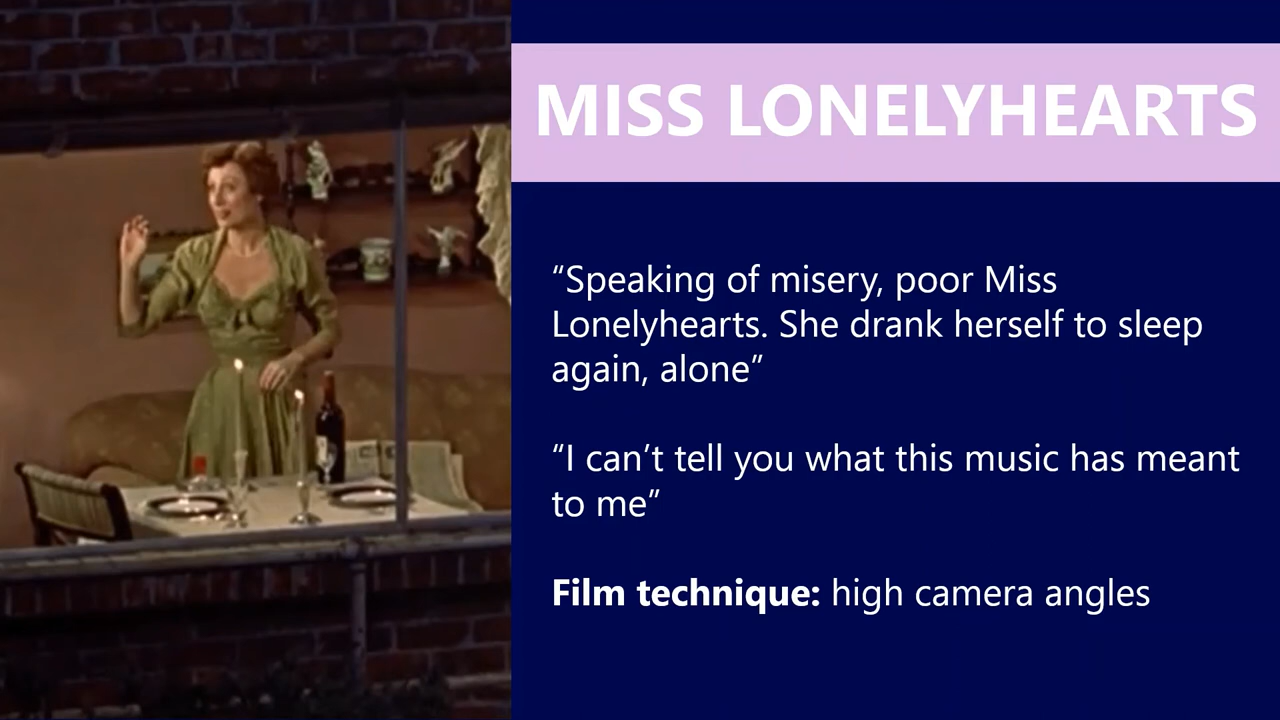 MISS LONELYHEARTS
“Speaking of misery, poor Miss
Lonelyhearts. She drank herself to sleep
again, alone”
“I can’t tell you what this music has meant
to me”
Film technique: high camera angles